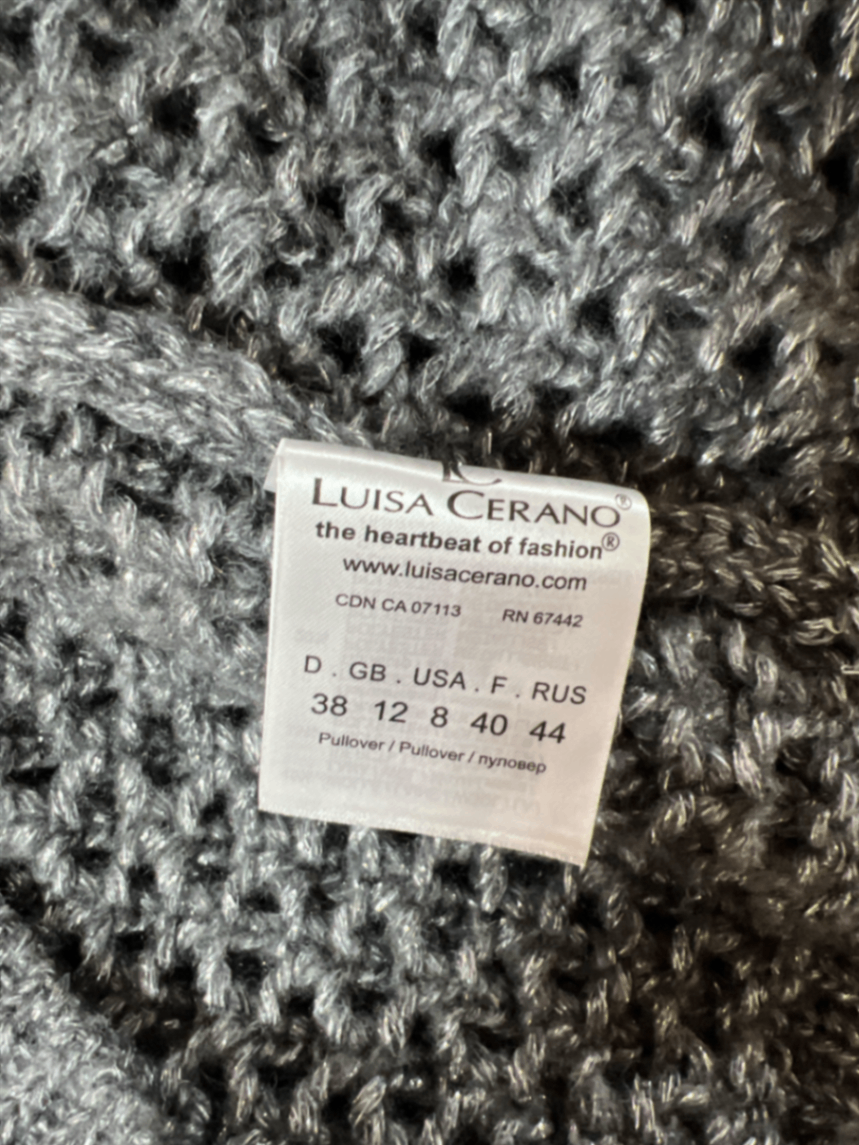 LC
LUISA CERANO®
the heartbeat of fashion®
www.luisacerano.com
CDN CA 07113 RN 67442
D . GB . USA . F . RUS
38 12 8 40 44
Pullover / Pullover / пуловер